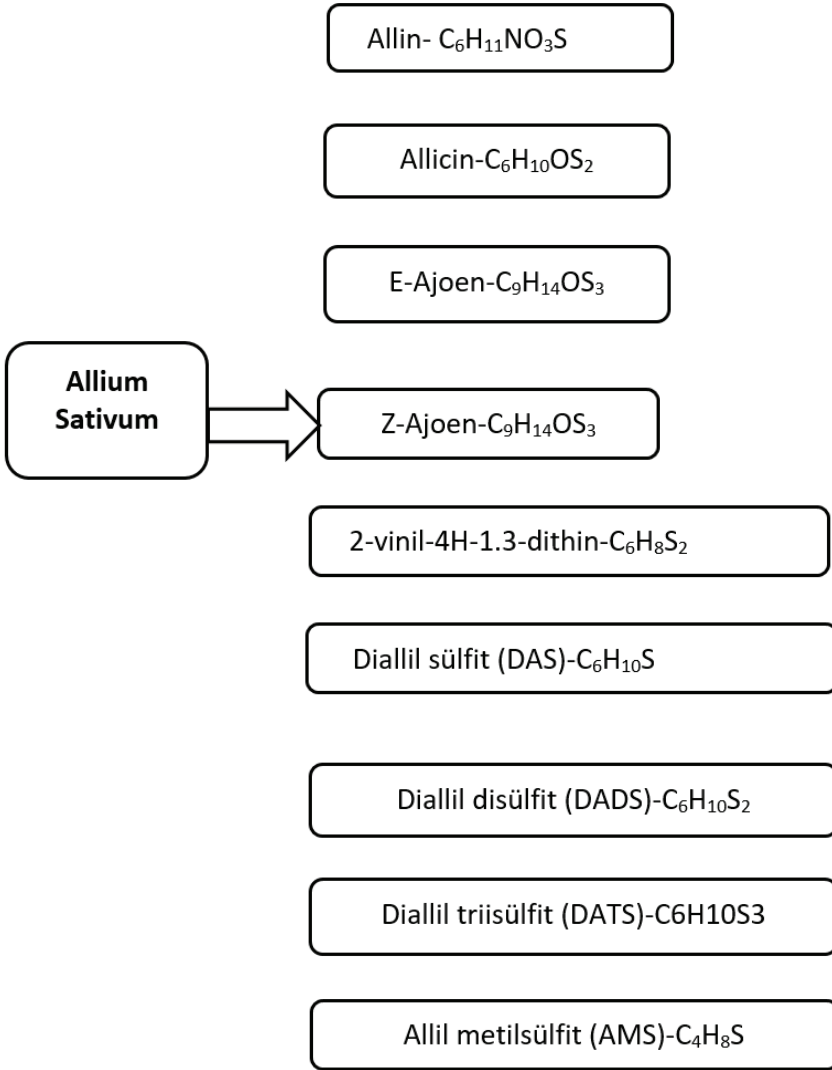 Allin- C₆H₁₁NO₃S
Allicin-C₆H₁₀OS₂
E-Ajoen-C₉H₁₄OS₃
Allium
Sativum
Z-Ajoen-C₉H₁₄OS₃
2-vinil-4H-1.3-dithin-C₆H₈S₂
Diallil sülfit (DAS)-C₆H₁₀S
Diallil disülfit (DADS)-C₆H₁₀S₂
Diallil triisülfit (DATS)-C6H10S3
Allil metilsülfit (AMS)-C₄H₈S